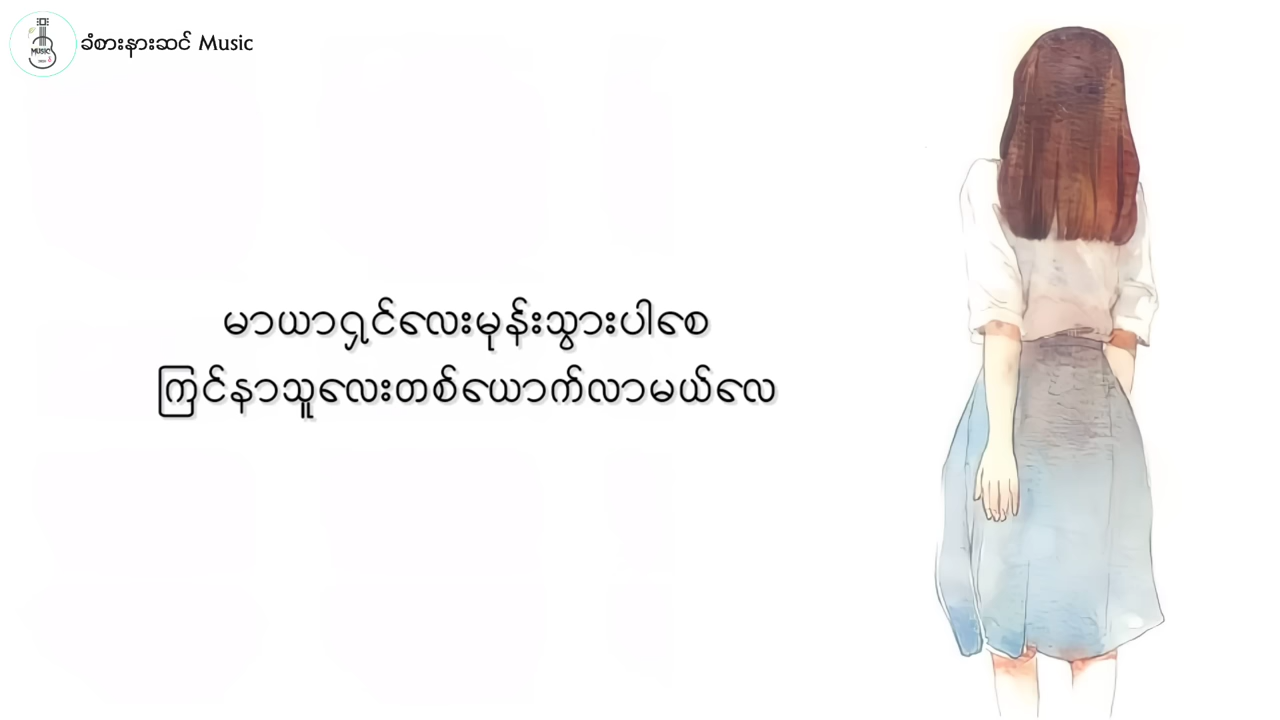 MUSIC
ခံစားနားဆင် Music
မာယာရှင်လေးမုန်းသွားပါစေ
ကြင်နာသူလေးတစ်ယောက်လာမယ်လေ